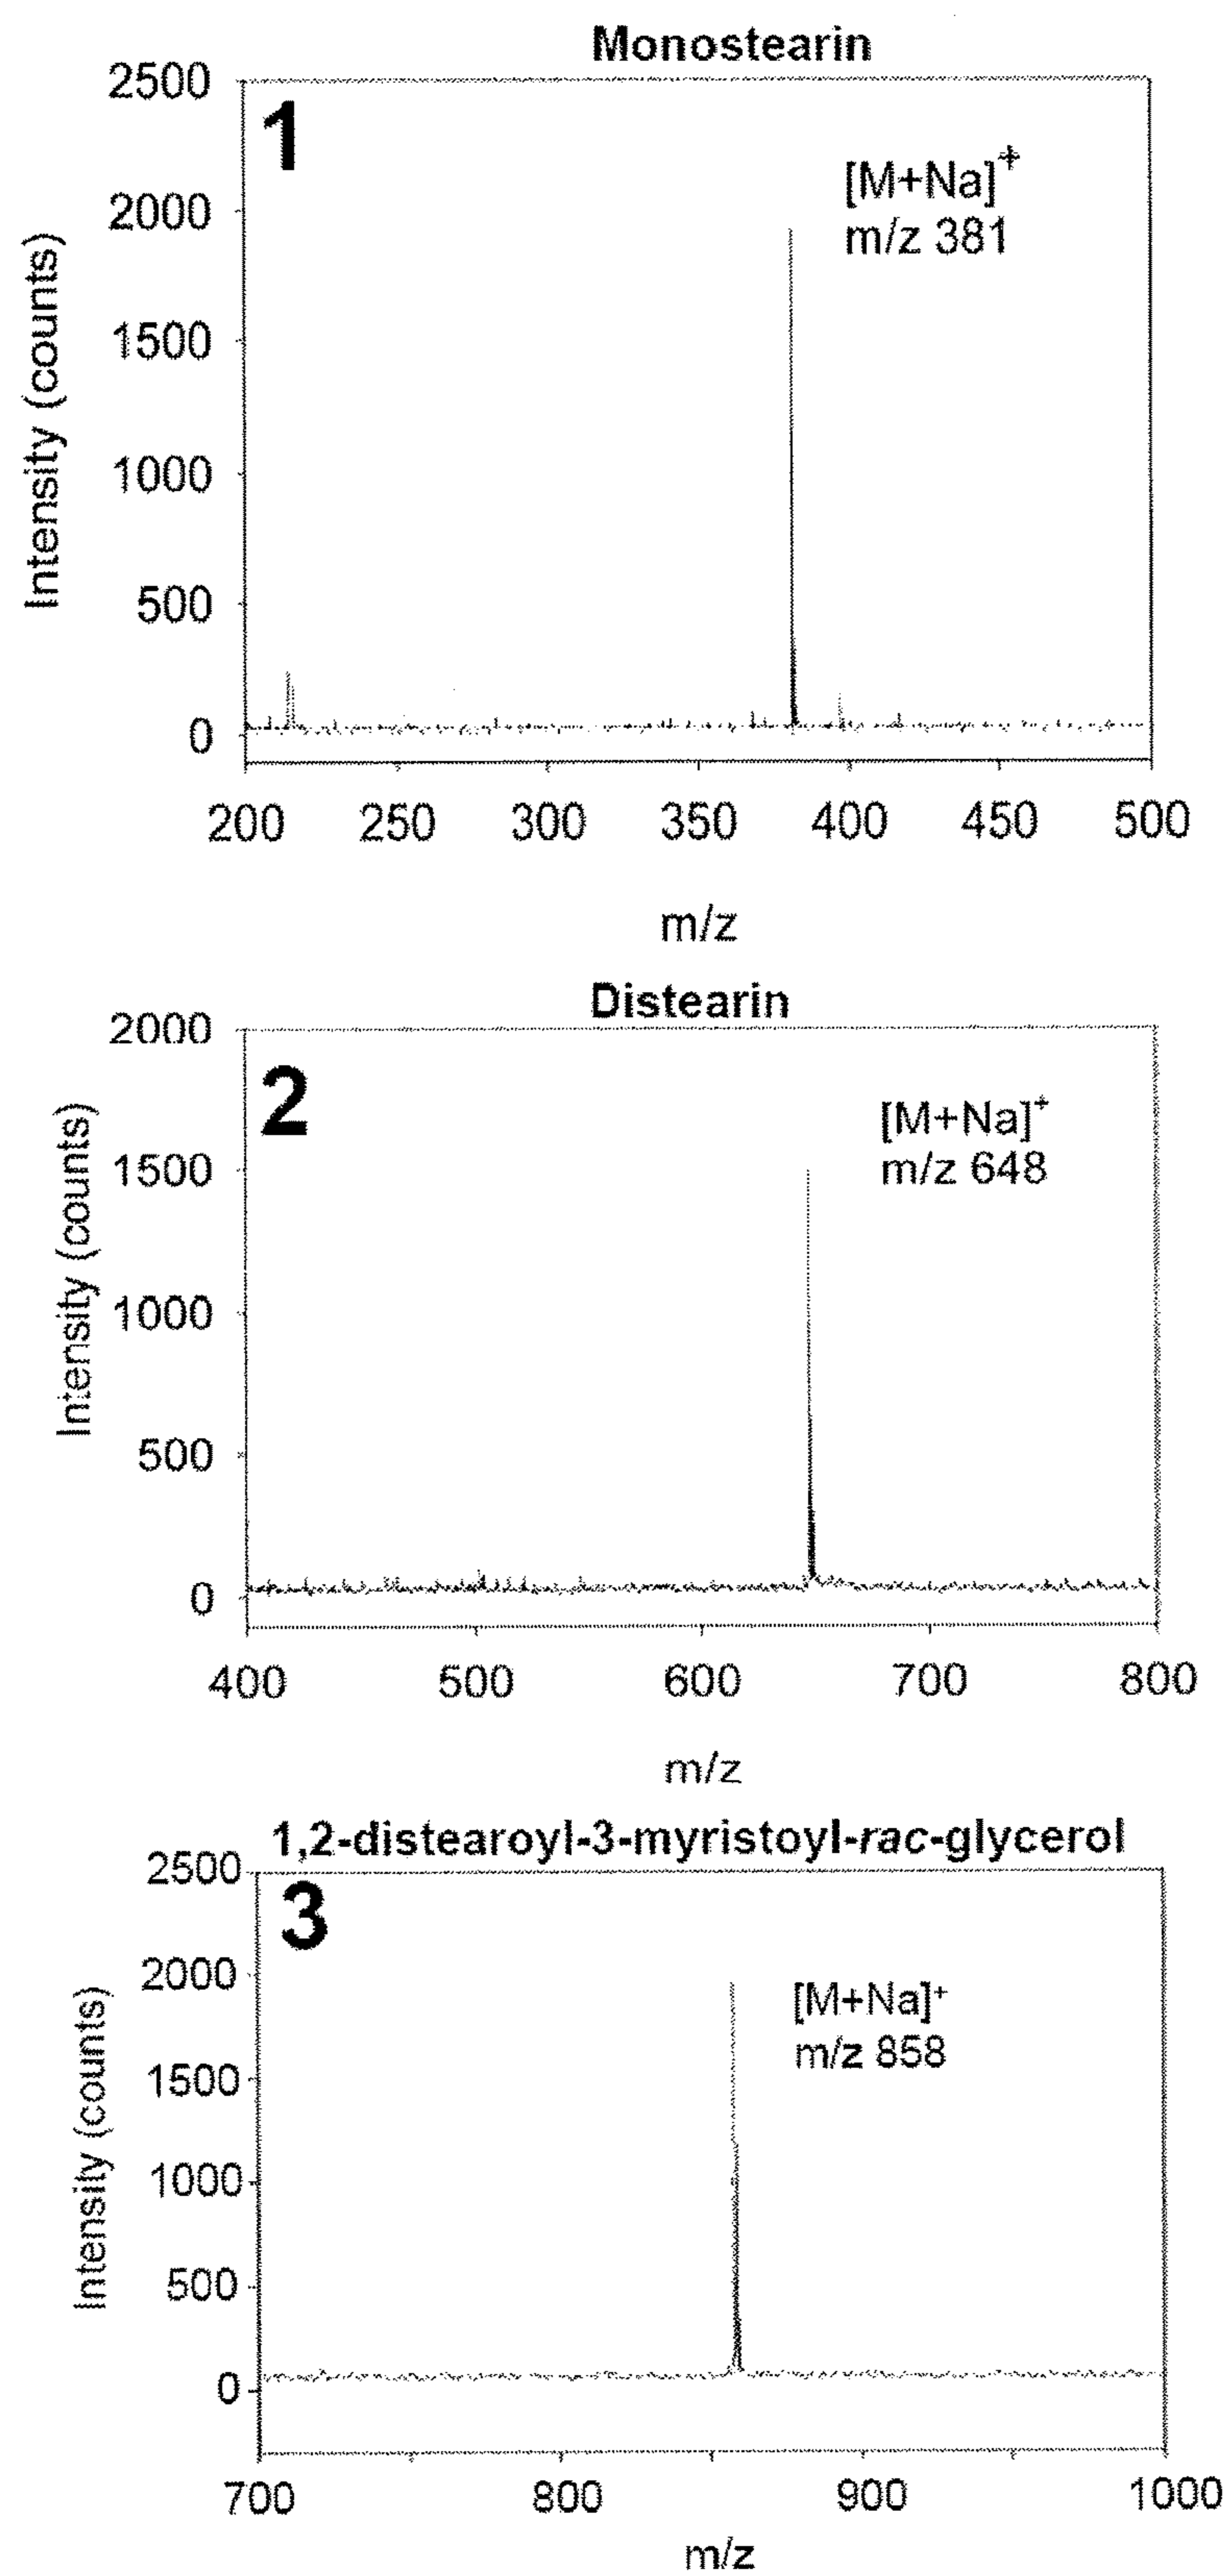 Monostearin
2500
1
[M+Na]+
m/z 381
2000
1500
1000
500
0
Intensity (counts)
200 250 300 350 400 450 500
m/z
Distearin
2000
2
[M+Na]+
m/z 648
1500
1000
500
0
Intensity (counts)
400 500 600 700 800
m/z
1,2-distearoyl-3-myristoyl-rac-glycerol
2500
3
2000
[M+Na]+
m/z 858
1500
1000
500
0
Intensity (counts)
700 800 900 1000
m/z